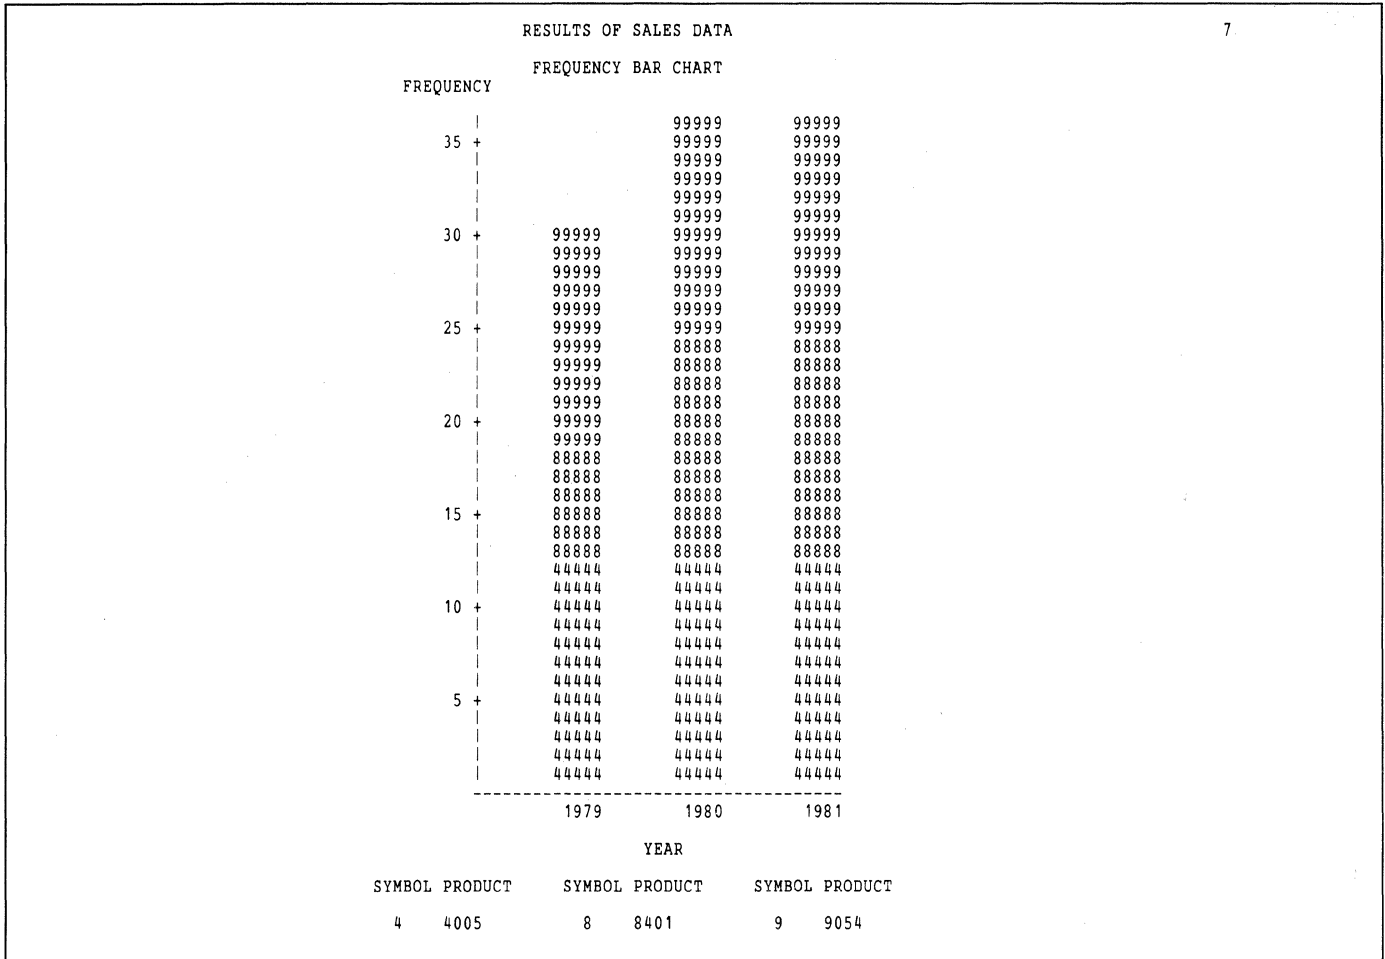 RESULTS OF SALES DATA 7
FREQUENCY BAR CHART
FREQUENCY
| 99999 99999
35 + 99999 99999
| 99999 99999
| 99999 99999
| 99999 99999
| 99999 99999
30 + 99999 99999 99999
| 99999 99999 99999
| 99999 99999 99999
| 99999 99999 99999
| 99999 99999 99999
25 + 99999 99999 99999
| 99999 88888 88888
| 99999 88888 88888
| 99999 88888 88888
| 99999 88888 88888
20 + 99999 88888 88888
| 99999 88888 88888
| 88888 88888 88888
| 88888 88888 88888
| 88888 88888 88888
15 + 88888 88888 88888
| 88888 88888 88888
| 88888 88888 88888
| 44444 44444 44444
| 44444 44444 44444
10 + 44444 44444 44444
| 44444 44444 44444
| 44444 44444 44444
| 44444 44444 44444
| 44444 44444 44444
5 + 44444 44444 44444
| 44444 44444 44444
| 44444 44444 44444
| 44444 44444 44444
| 44444 44444 44444
--------------------------------------
1979 1980 1981
YEAR
SYMBOL PRODUCT SYMBOL PRODUCT SYMBOL PRODUCT
4 4005 8 8401 9 9054